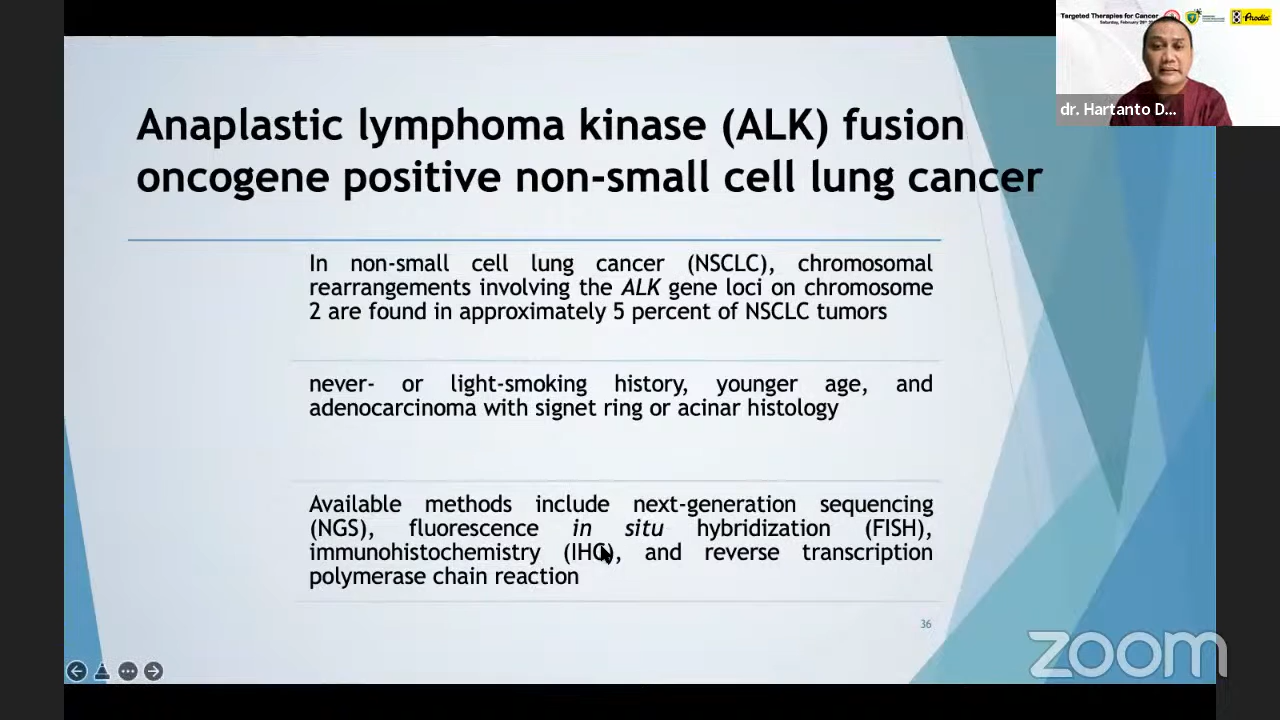 Targeted Therapies for Cancer
Prodia
dr. Hartanto D...
Anaplastic lymphoma kinase (ALK) fusion
oncogene positive non-small cell lung cancer
In non-small cell lung cancer (NSCLC), chromosomal
rearrangements involving the ALK gene loci on chromosome
2 are found in approximately 5 percent of NSCLC tumors
never- or light-smoking history, younger age, and
adenocarcinoma with signet ring or acinar histology
Available methods include next-generation sequencing
(NGS), fluorescence in situ hybridization (FISH),
immunohistochemistry (IHC), and reverse transcription
polymerase chain reaction
36
zoom